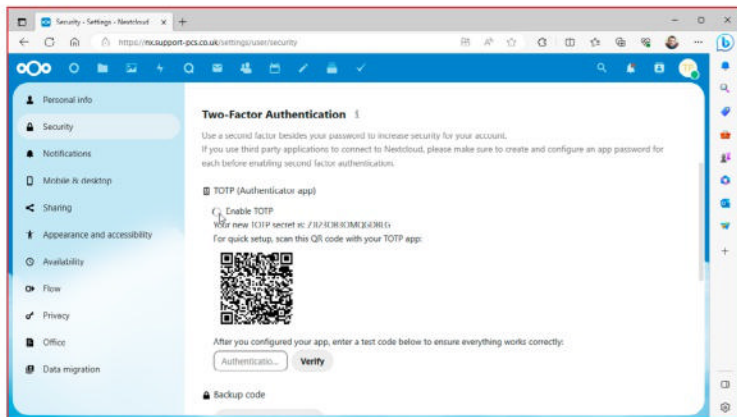 Security - Settings - Nextcloud
https://nx.support-pcs.co.uk/settings/user/security
Personal info
Security
Notifications
Mobile & desktop
Sharing
Appearance and accessibility
Availability
Flow
Privacy
Office
Data migration
Two-Factor Authentication
Use a second factor besides your password to increase security for your account.
If you use third party applications to connect to Nextcloud, please make sure to create and configure an app password for
each before enabling second factor authentication.
TOTP (Authenticator app)
Enable TOTP
Your new TOTP secret is:
For quick setup, scan this QR code with your TOTP app:
After you configured your app, enter a test code below to ensure everything works correctly:
Authenticatio...
Verify
Backup code